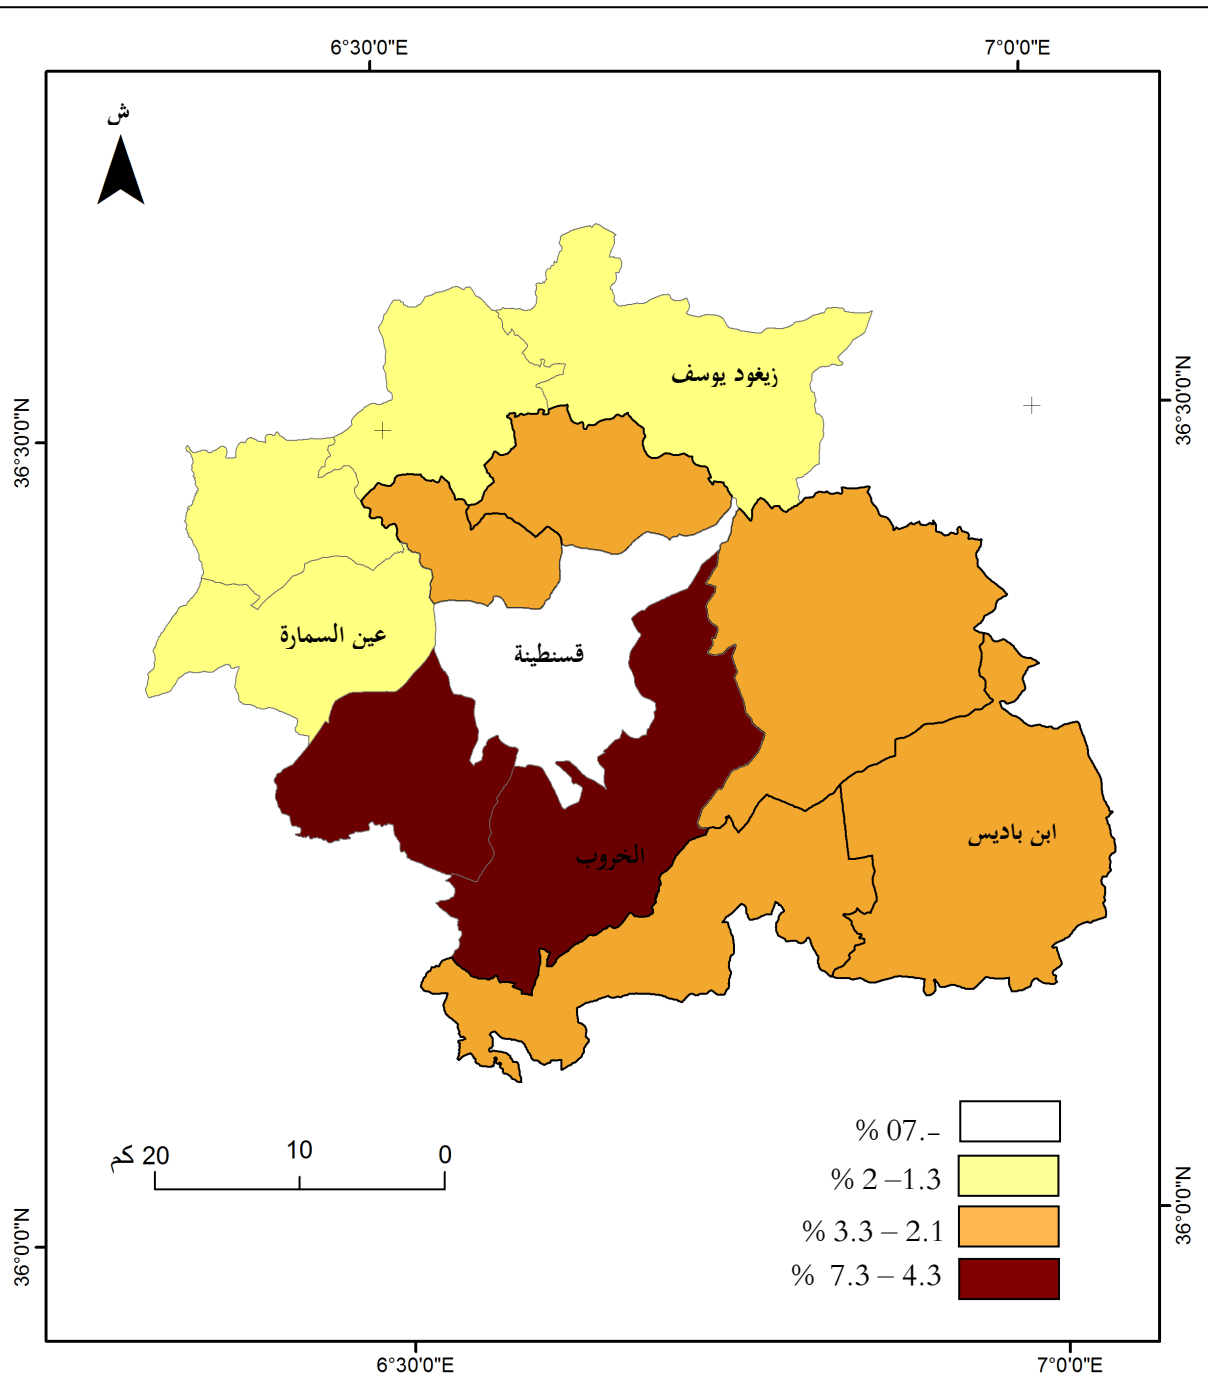 6°30'0"E
7°0'0"E
ش
زيغود يوسف
36°30'0"N
36°30'0"N
عين السمارة
قسنطينة
ابن باديس
الخروب
% 07.-
% 2 –1.3
% 3.3 – 2.1
% 7.3 – 4.3
0
10
20 كم
36°0'0"N
36°0'0"N
6°30'0"E
7°0'0"E